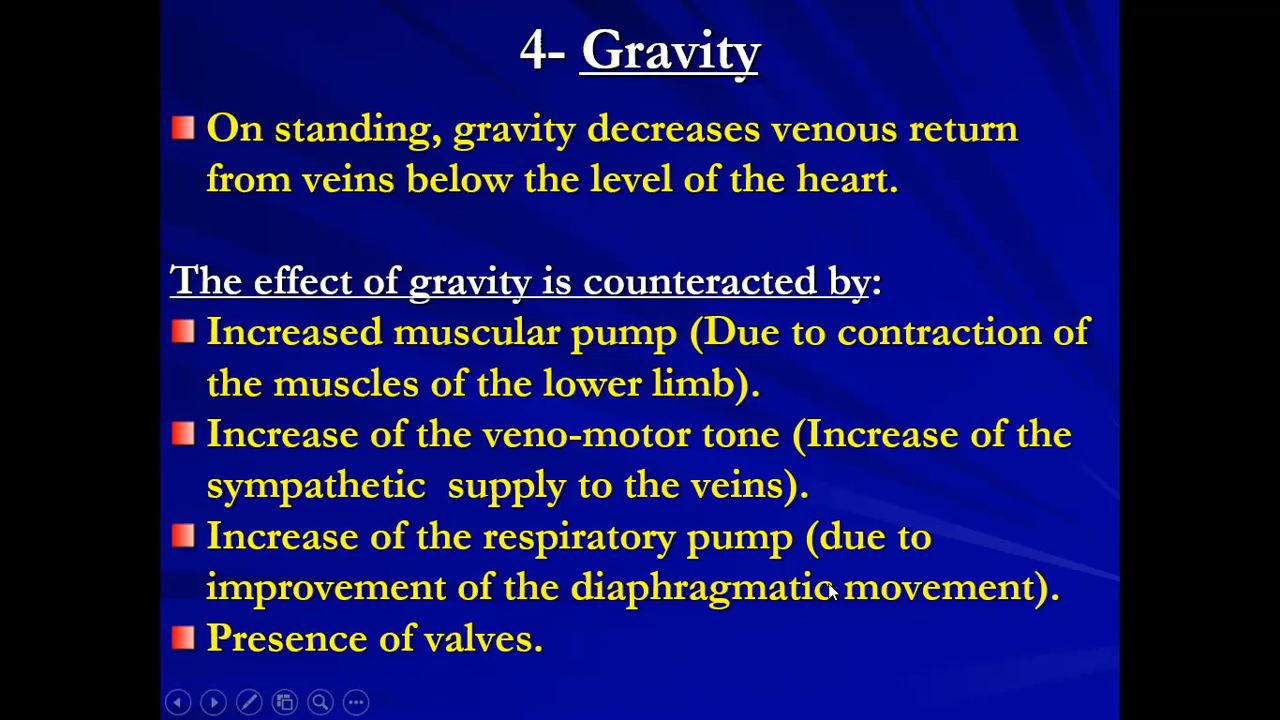 4- Gravity
On standing, gravity decreases venous return
from veins below the level of the heart.
The effect of gravity is counteracted by:
Increased muscular pump (Due to contraction of
the muscles of the lower limb).
Increase of the veno-motor tone (Increase of the
sympathetic  supply to the veins).
Increase of the respiratory pump (due to
improvement of the diaphragmatic movement).
Presence of valves.